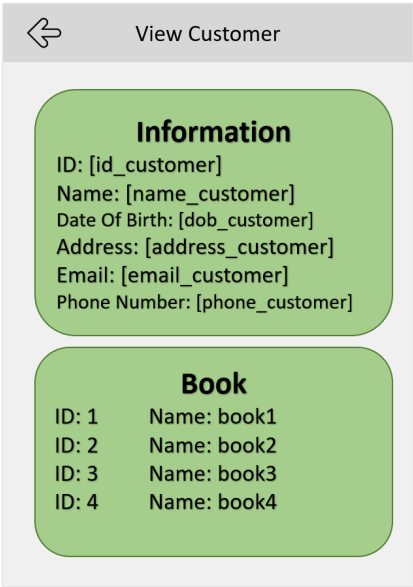 View Customer
Information
ID: [id_customer]
Name: [name_customer]
Date Of Birth: [dob_customer]
Address: [address_customer]
Email: [email_customer]
Phone Number: [phone_customer]
Book
ID: 1 Name: book1
ID: 2 Name: book2
ID: 3 Name: book3
ID: 4 Name: book4